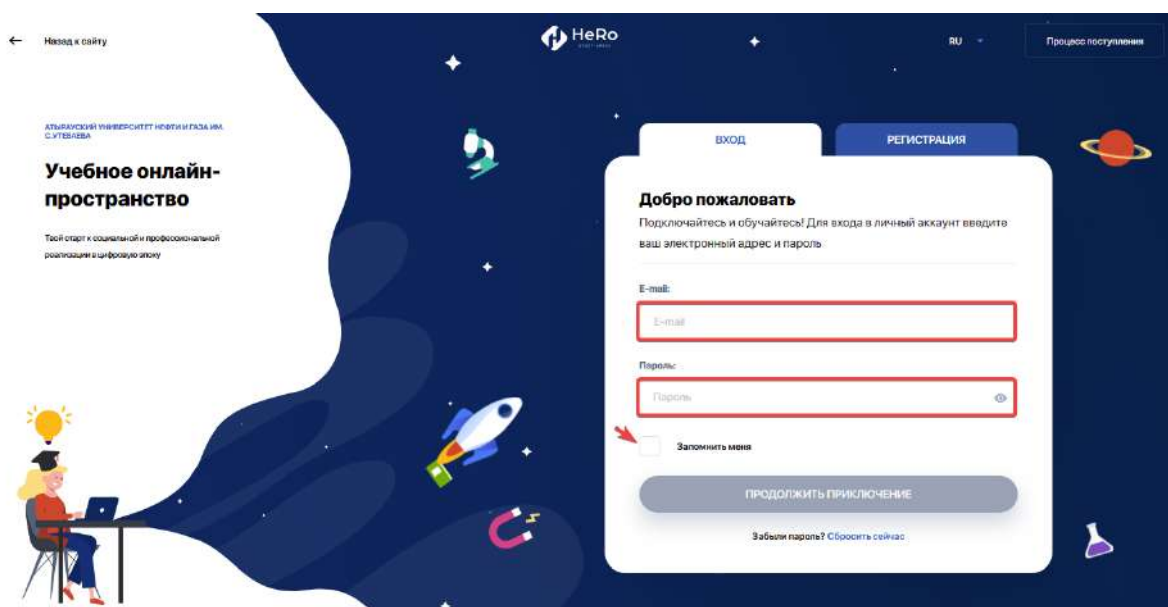 Назад к сайту
HeRo
RU
Процесс поступления
АТЫРАУСКИЙ УНИВЕРСИТЕТ НЕФТИ И ГАЗА ИМ.
С.УТЕБАЕВА
Учебное онлайн-
пространство
Твой старт к социальной и профессиональной
реализации в цифровую эпоху
ВХОД
РЕГИСТРАЦИЯ
Добро пожаловать
Подключайтесь и обучайтесь! Для входа в личный аккаунт введите
ваш электронный адрес и пароль
E-mail:
E-mail
Пароль:
Пароль
Запомнить меня
ПРОДОЛЖИТЬ ПРИКЛЮЧЕНИЕ
Забыли пароль? Сбросить сейчас